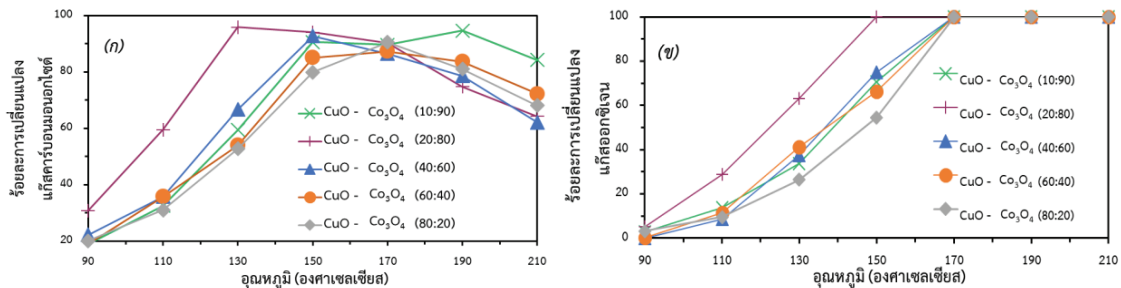 (ก)
ร้อยละการเปลี่ยนแปลง
แก๊สคาร์บอนมอนอกไซด์
100
80
60
40
20
CuO - Co₃O₄ (10:90)
CuO - Co₃O₄ (20:80)
CuO - Co₃O₄ (40:60)
CuO - Co₃O₄ (60:40)
CuO - Co₃O₄ (80:20)
90 110 130 150 170 190 210
อุณหภูมิ (องศาเซลเซียส)
(ข)
ร้อยละการเปลี่ยนแปลง
แก๊สออกซิเจน
100
80
60
40
20
0
CuO - Co₃O₄ (10:90)
CuO - Co₃O₄ (20:80)
CuO - Co₃O₄ (40:60)
CuO - Co₃O₄ (60:40)
CuO - Co₃O₄ (80:20)
90 110 130 150 170 190 210
อุณหภูมิ (องศาเซลเซียส)